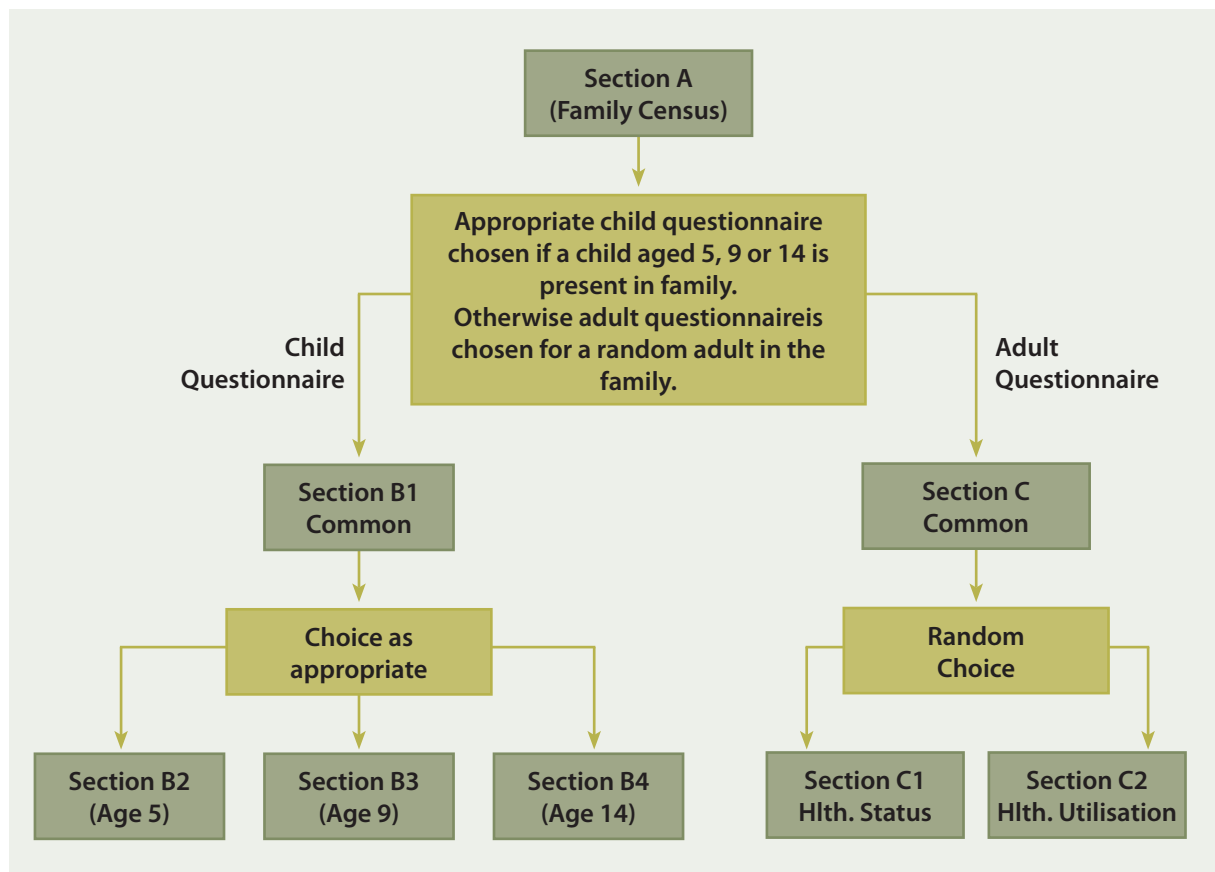 Section A
(Family Census)
Appropriate child questionnaire
chosen if a child aged 5, 9 or 14 is
present in family.
Otherwise adult questionnaireis
chosen for a random adult in the
family.
Child
Questionnaire
Adult
Questionnaire
Section B1
Common
Section C
Common
Choice as
appropriate
Random
Choice
Section B2
(Age 5)
Section B3
(Age 9)
Section B4
(Age 14)
Section C1
Hlth. Status
Section C2
Hlth. Utilisation